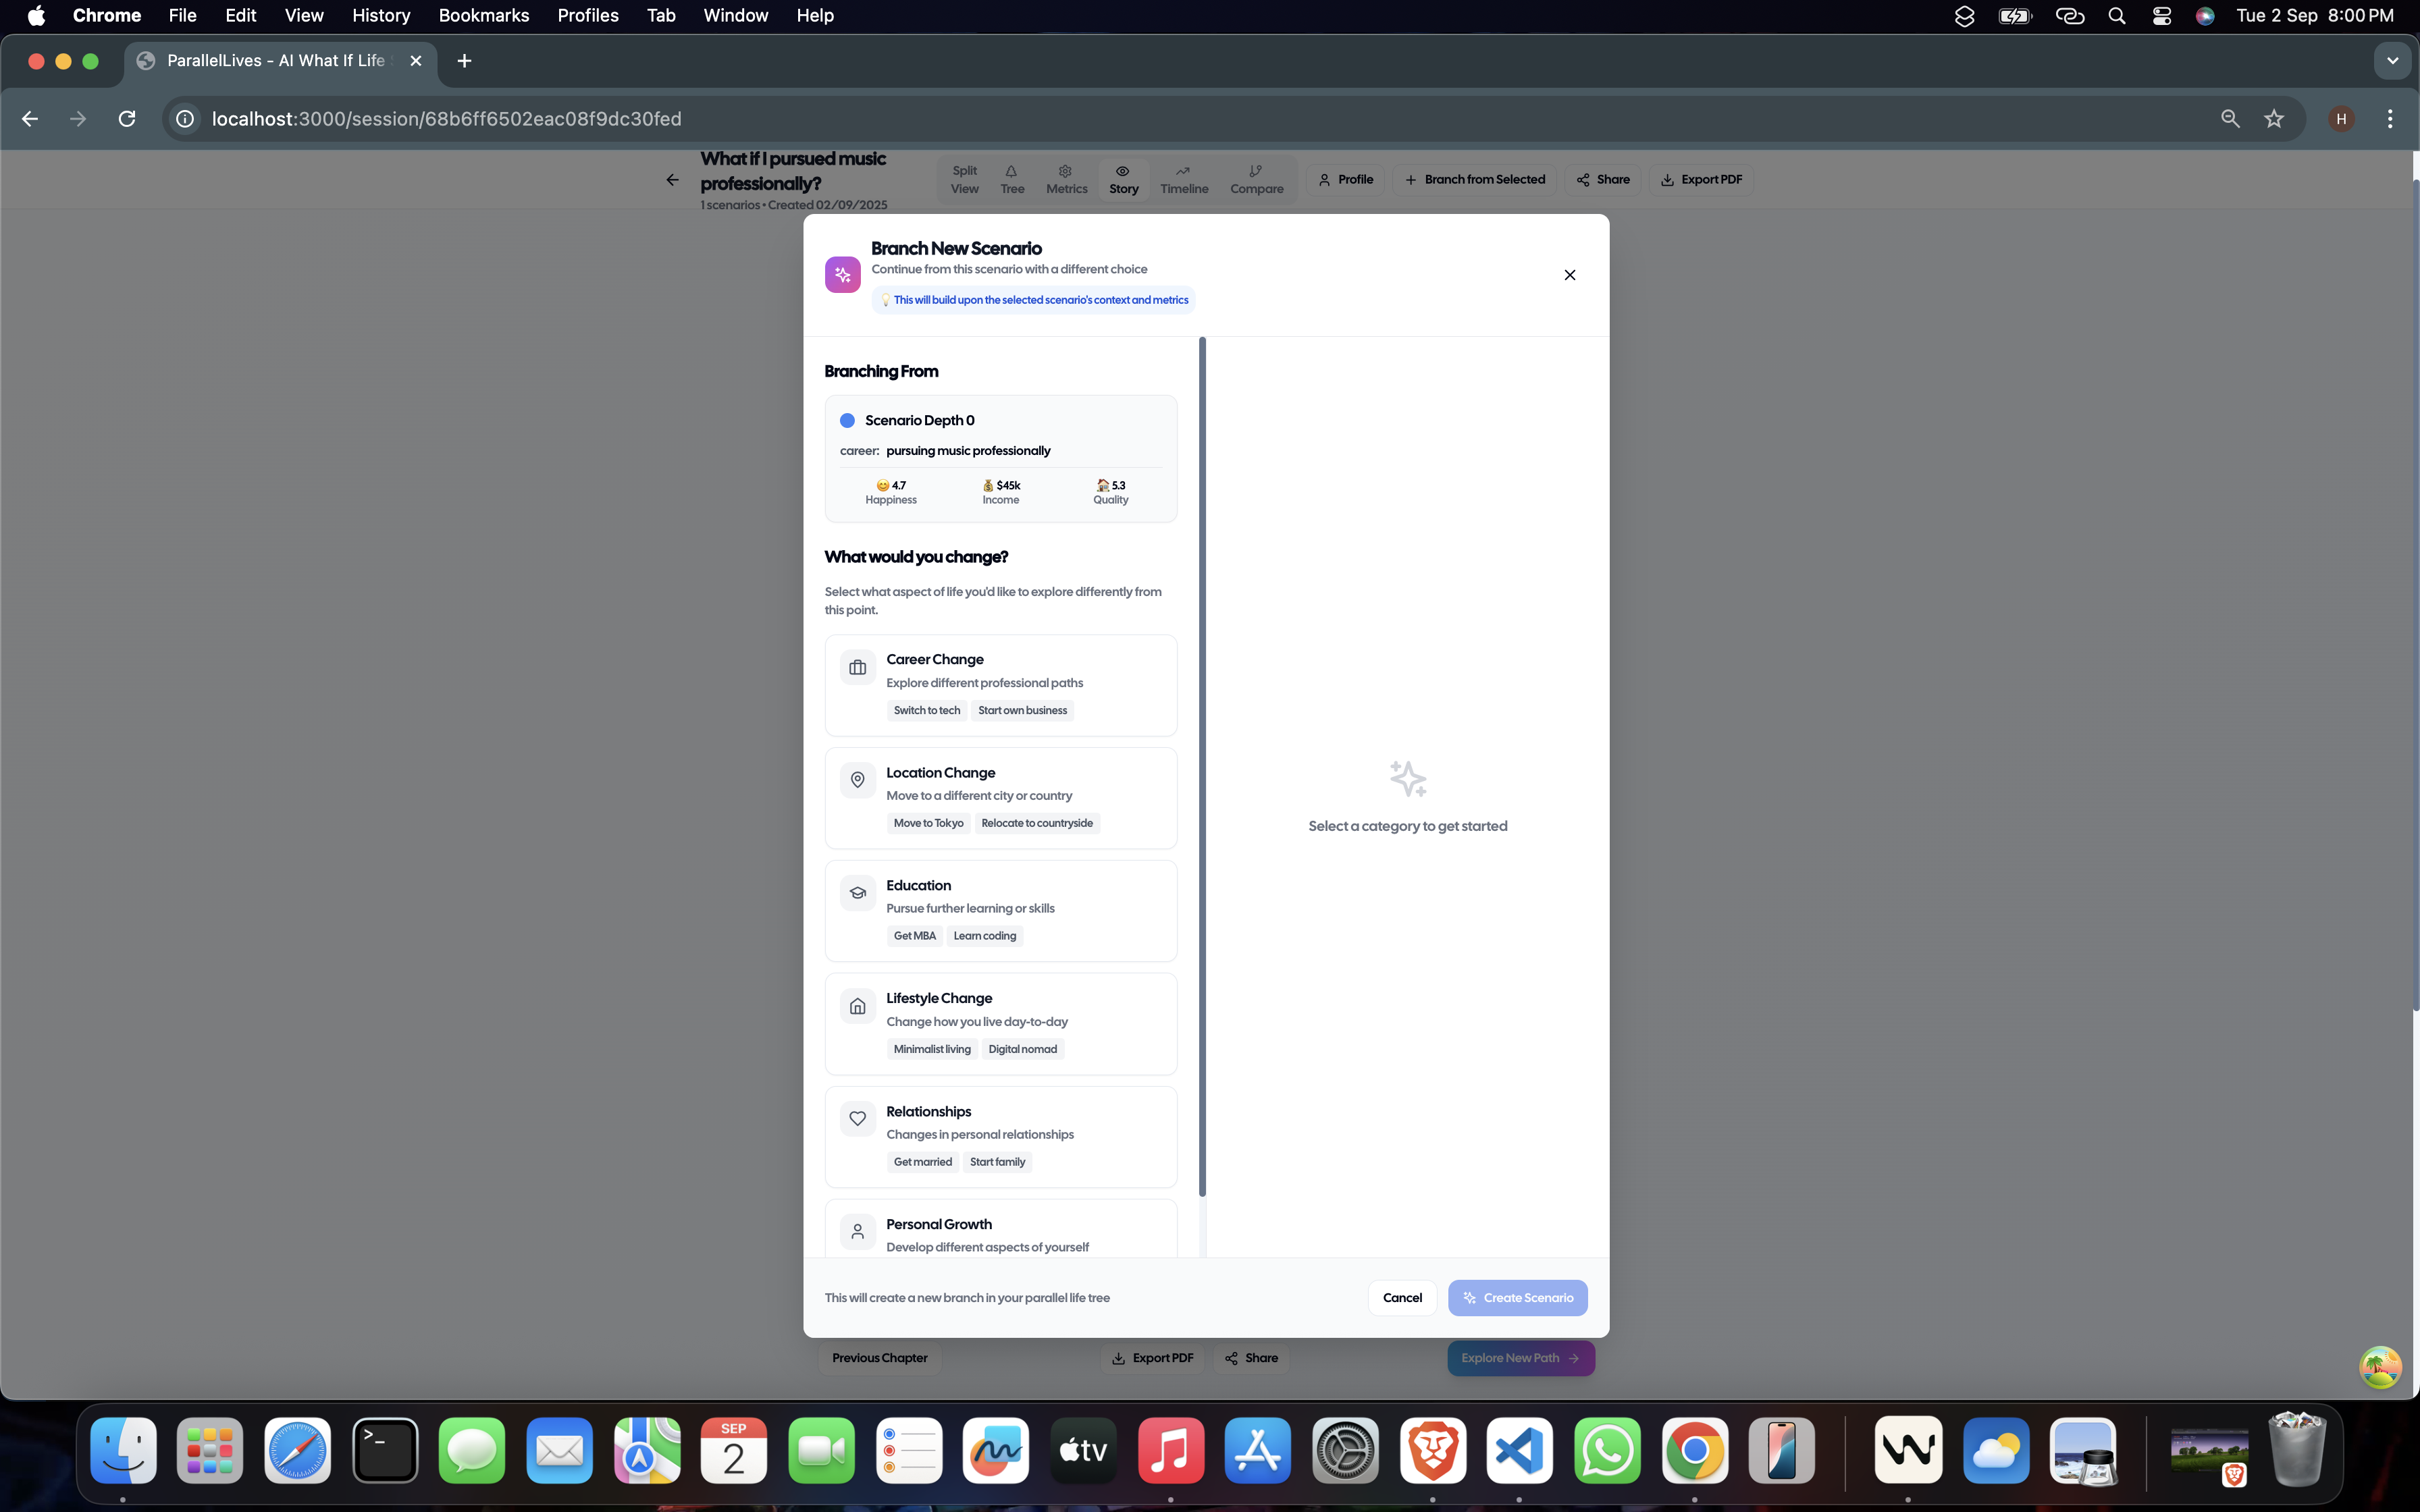 Chrome File Edit View History Bookmarks Profiles Tab Window Help Tue 2 Sep 8:00 PM
ParallelLives - AI What If Life
localhost:3000/session/68b6ff6502eac08f9dc30fed
H
What if I pursued music
professionally?
1 scenarios • Created 02/09/2025
Split
View
Tree
Metrics
Story
Timeline
Compare
Profile
Branch from Selected
Share
Export PDF
Branch New Scenario
Continue from this scenario with a different choice
💡 This will build upon the selected scenario's context and metrics
Branching From
Scenario Depth 0
career: pursuing music professionally
😊 4.7
Happiness
💰 $45k
Income
🏠 5.3
Quality
What would you change?
Select what aspect of life you'd like to explore differently from
this point.
Career Change
Explore different professional paths
Switch to tech Start own business
Location Change
Move to a different city or country
Move to Tokyo Relocate to countryside
Education
Pursue further learning or skills
Get MBA Learn coding
Lifestyle Change
Change how you live day-to-day
Minimalist living Digital nomad
Relationships
Changes in personal relationships
Get married Start family
Personal Growth
Develop different aspects of yourself
Select a category to get started
This will create a new branch in your parallel life tree
Cancel
Create Scenario
Previous Chapter
Export PDF
Share
Explore New Path
SEP
2
tv